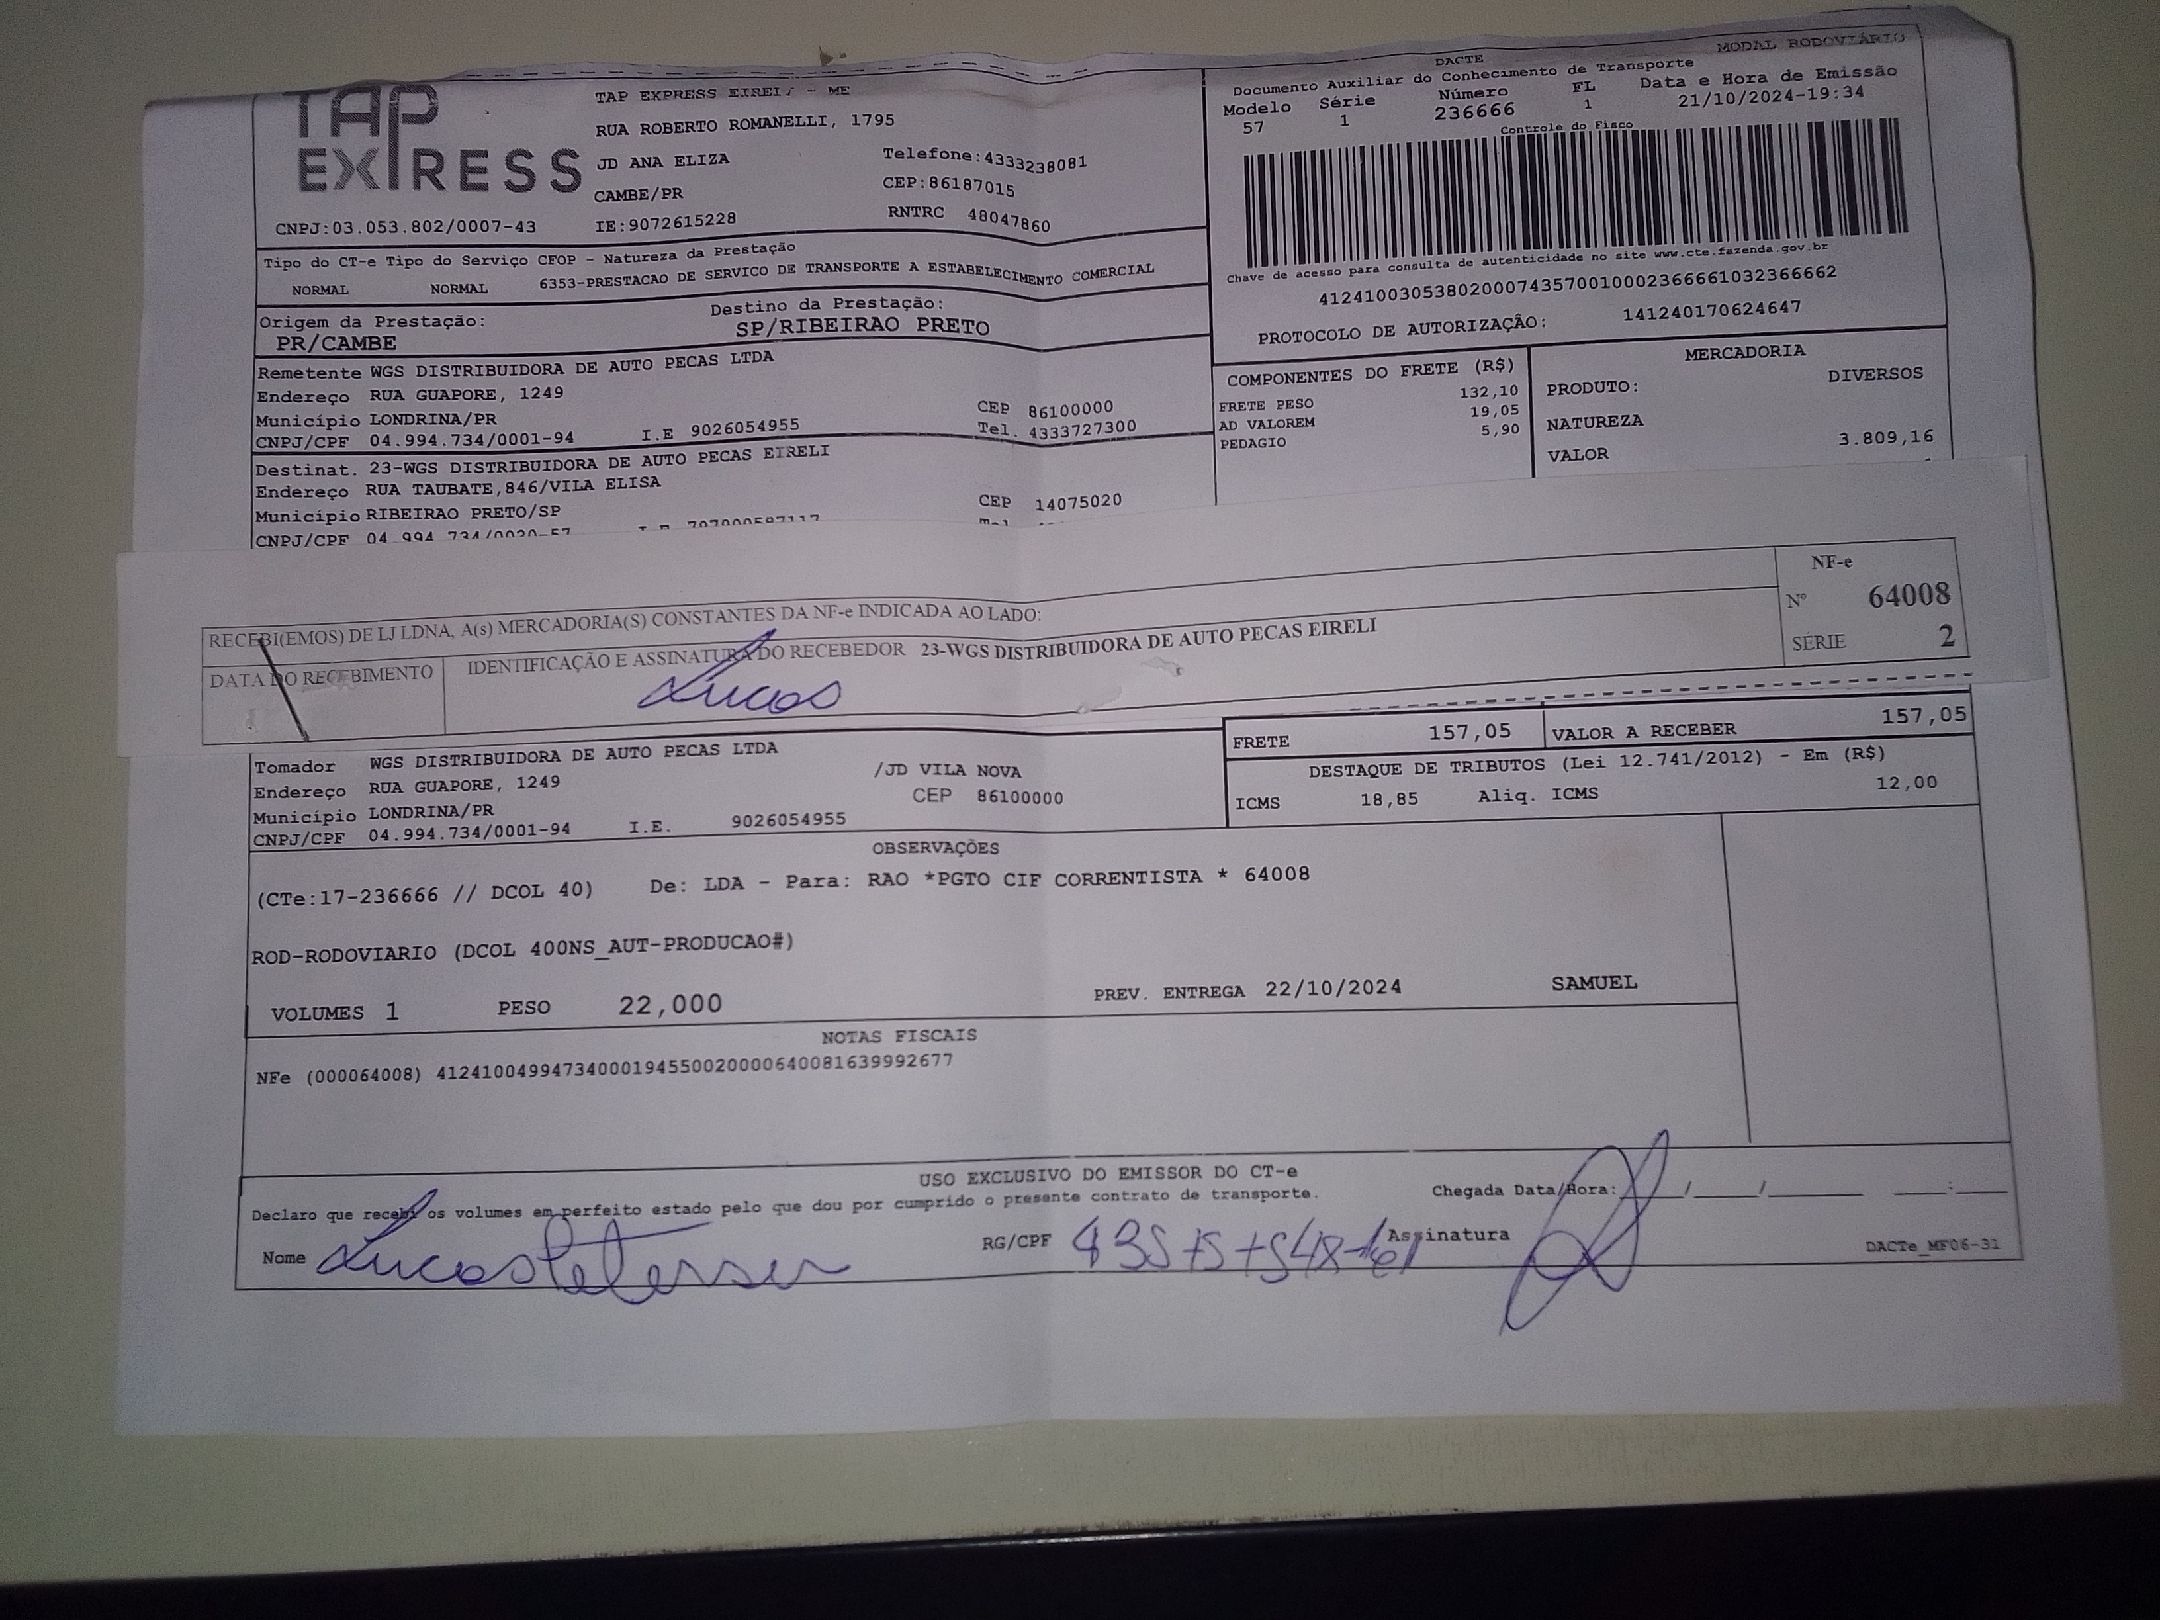 TAP EXPRESS
TAP EXPRESS EIRELI - ME
RUA ROBERTO ROMANELLI, 1795
JD ANA ELIZA Telefone:4333238081
CAMBE/PR CEP:86187015
CNPJ:03.053.802/0007-43 IE:9072615228 RNTRC 48047860
DACTE MODAL RODOVIÁRIO
Documento Auxiliar do Conhecimento de Transporte
Modelo Série Número FL Data e Hora de Emissão
57 1 236666 1 21/10/2024-19:34
Controle do Fisco
Chave de acesso para consulta de autenticidade no site www.cte.fazenda.gov.br
41241003053802000743570010002366661032366662
PROTOCOLO DE AUTORIZAÇÃO: 141240170624647
Tipo do CT-e Tipo do Serviço CFOP - Natureza da Prestação
NORMAL NORMAL 6353-PRESTACAO DE SERVICO DE TRANSPORTE A ESTABELECIMENTO COMERCIAL
Origem da Prestação: Destino da Prestação:
PR/CAMBE SP/RIBEIRAO PRETO
Remetente WGS DISTRIBUIDORA DE AUTO PECAS LTDA
Endereço RUA GUAPORE, 1249
Município LONDRINA/PR CEP 86100000
CNPJ/CPF 04.994.734/0001-94 I.E 9026054955 Tel. 4333727300
COMPONENTES DO FRETE (R$)
FRETE PESO 132,10
AD VALOREM 19,05
PEDAGIO 5,90
MERCADORIA
PRODUTO: DIVERSOS
NATUREZA
VALOR 3.809,16
Destinat. 23-WGS DISTRIBUIDORA DE AUTO PECAS EIRELI
Endereço RUA TAUBATE,846/VILA ELISA
Município RIBEIRAO PRETO/SP CEP 14075020
CNPJ/CPF 04.994.734/0020-57 I.E 797000587117
RECEBI(EMOS) DE LJ LDNA, A(s) MERCADORIA(S) CONSTANTES DA NF-e INDICADA AO LADO:
DATA DO RECEBIMENTO IDENTIFICAÇÃO E ASSINATURA DO RECEBEDOR 23-WGS DISTRIBUIDORA DE AUTO PECAS EIRELI
Lucas
NF-e
Nº 64008
SÉRIE 2
FRETE 157,05 VALOR A RECEBER 157,05
DESTAQUE DE TRIBUTOS (Lei 12.741/2012) - Em (R$)
ICMS 18,85 Aliq. ICMS 12,00
Tomador WGS DISTRIBUIDORA DE AUTO PECAS LTDA
Endereço RUA GUAPORE, 1249 /JD VILA NOVA
Município LONDRINA/PR CEP 86100000
CNPJ/CPF 04.994.734/0001-94 I.E. 9026054955
OBSERVAÇÕES
(CTe:17-236666 // DCOL 40) De: LDA - Para: RAO *PGTO CIF CORRENTISTA * 64008
ROD-RODOVIARIO (DCOL 400NS_AUT-PRODUCAO#)
VOLUMES 1 PESO 22,000 PREV. ENTREGA 22/10/2024 SAMUEL
NOTAS FISCAIS
NFe (000064008) 41241004994734000194550020000640081639992677
USO EXCLUSIVO DO EMISSOR DO CT-e
Declaro que recebi os volumes em perfeito estado pelo que dou por cumprido o presente contrato de transporte. Chegada Data/Hora: / / :
Nome Lucas RG/CPF Assinatura
DACTe_MF06-31